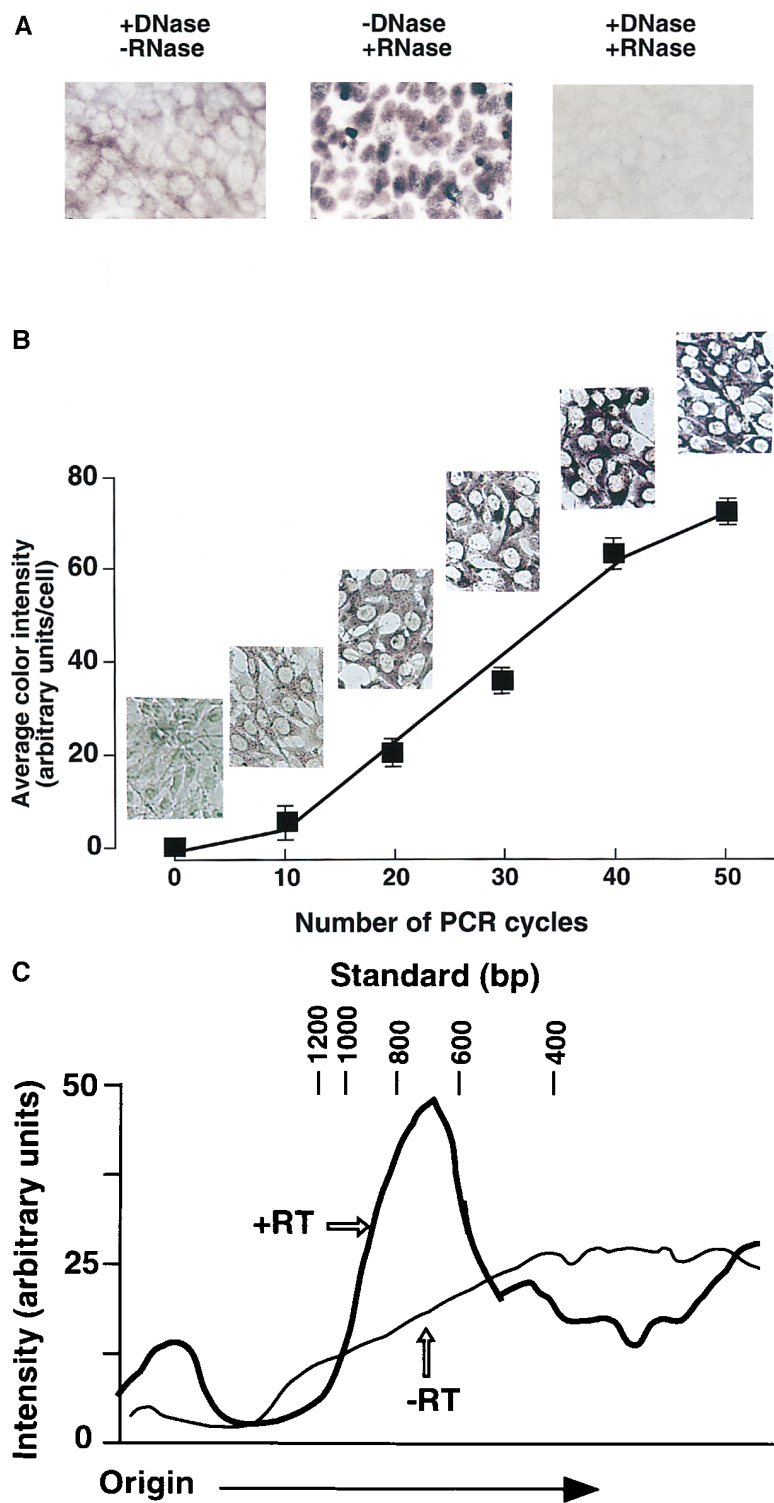 A
+DNase
-RNase
-DNase
+RNase
+DNase
+RNase
B
80
60
40
20
0
Average color intensity
(arbitrary units/cell)
0 10 20 30 40 50
Number of PCR cycles
C
Standard (bp)
1200 1000 800 600 400
50
25
0
Intensity (arbitrary units)
+RT
-RT
Origin